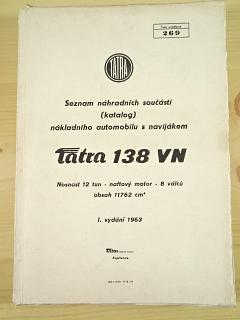 TATRA
269
Seznam náhradních součástí
(katalog)
nákladního automobilu s navijákem
Tatra 138 VN
Nosnost 12 tun - naftový motor - 8 válců
obsah 11762 cm³
I. vydání 1963
Kopřivnice